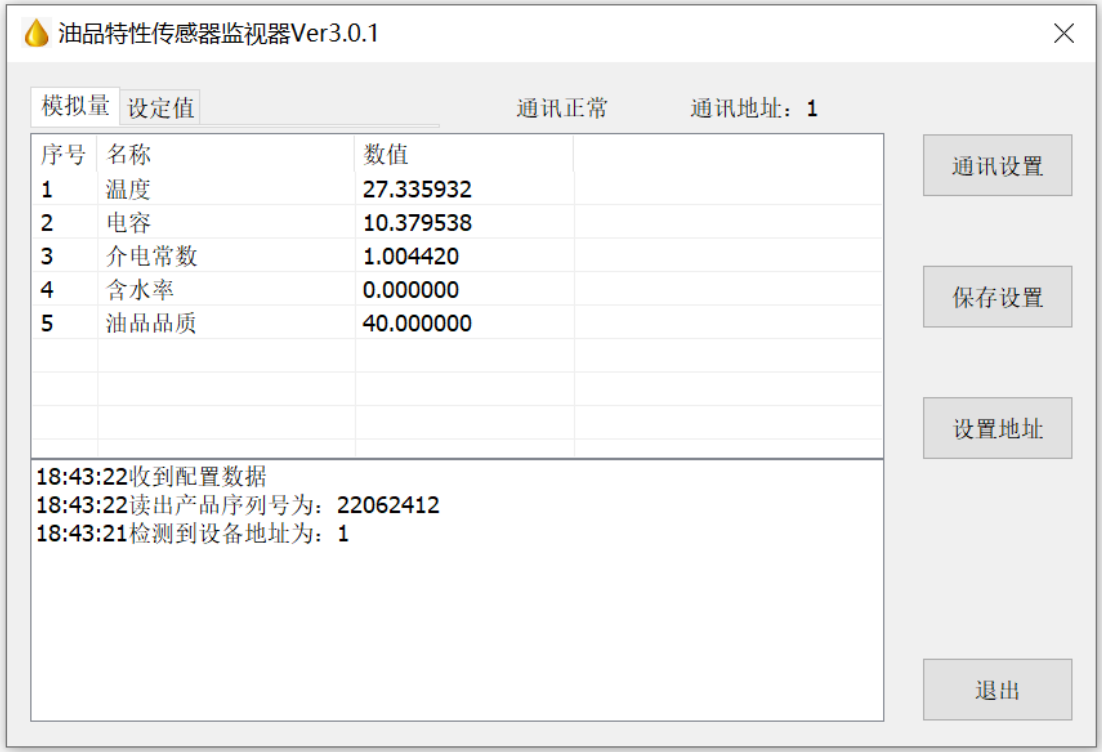 油品特性传感器监视器Ver3.0.1
模拟量 设定值 通讯正常 通讯地址：1
序号 名称 数值
1 温度 27.335932
2 电容 10.379538
3 介电常数 1.004420
4 含水率 0.000000
5 油品品质 40.000000
18:43:22收到配置数据
18:43:22读出产品序列号为：22062412
18:43:21检测到设备地址为：1
通讯设置
保存设置
设置地址
退出